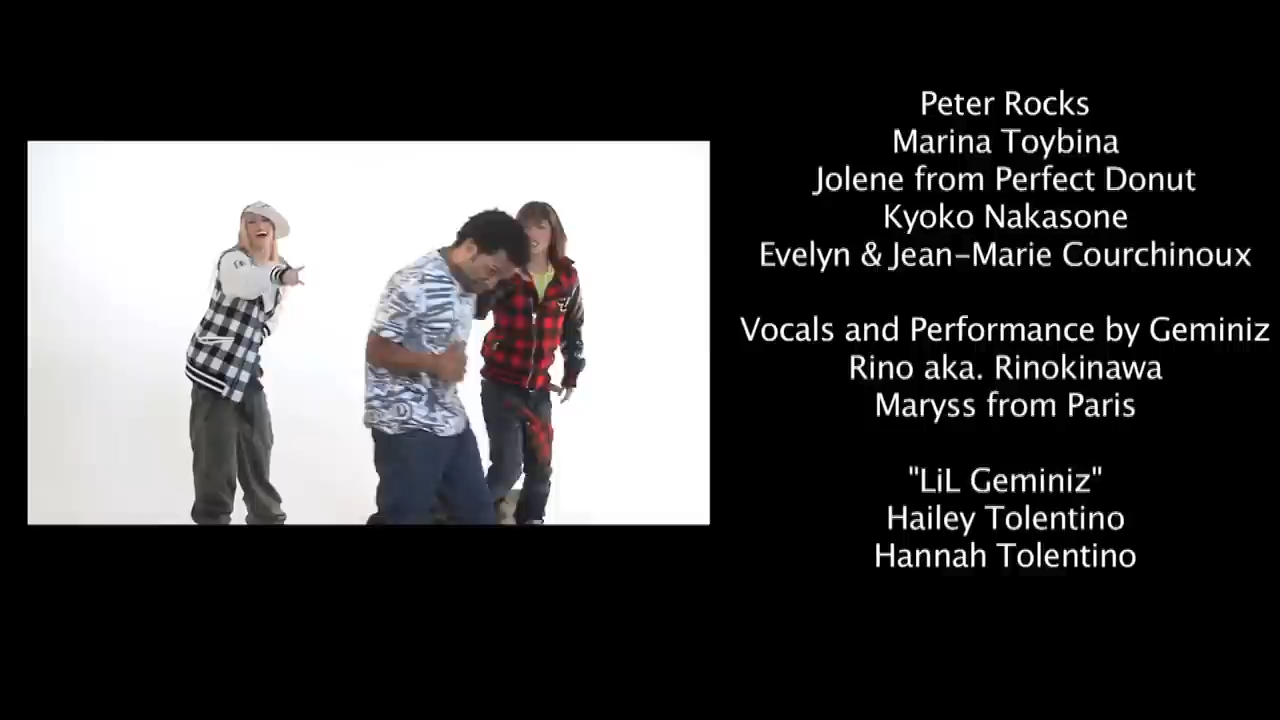 Peter Rocks
Marina Toybina
Jolene from Perfect Donut
Kyoko Nakasone
Evelyn & Jean-Marie Courchinoux
Vocals and Performance by Geminiz
Rino aka. Rinokinawa
Maryss from Paris
"LiL Geminiz"
Hailey Tolentino
Hannah Tolentino